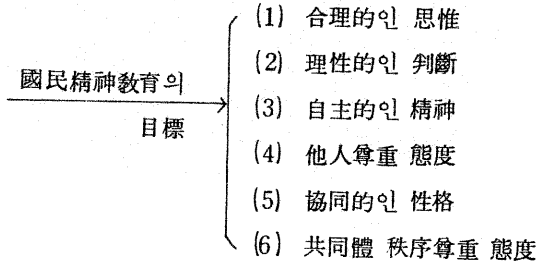 國民精神敎育의
目標
(1) 合理的인 思惟
(2) 理性的인 判斷
(3) 自主的인 精神
(4) 他人尊重 態度
(5) 協同的인 性格
(6) 共同體 秩序尊重 態度